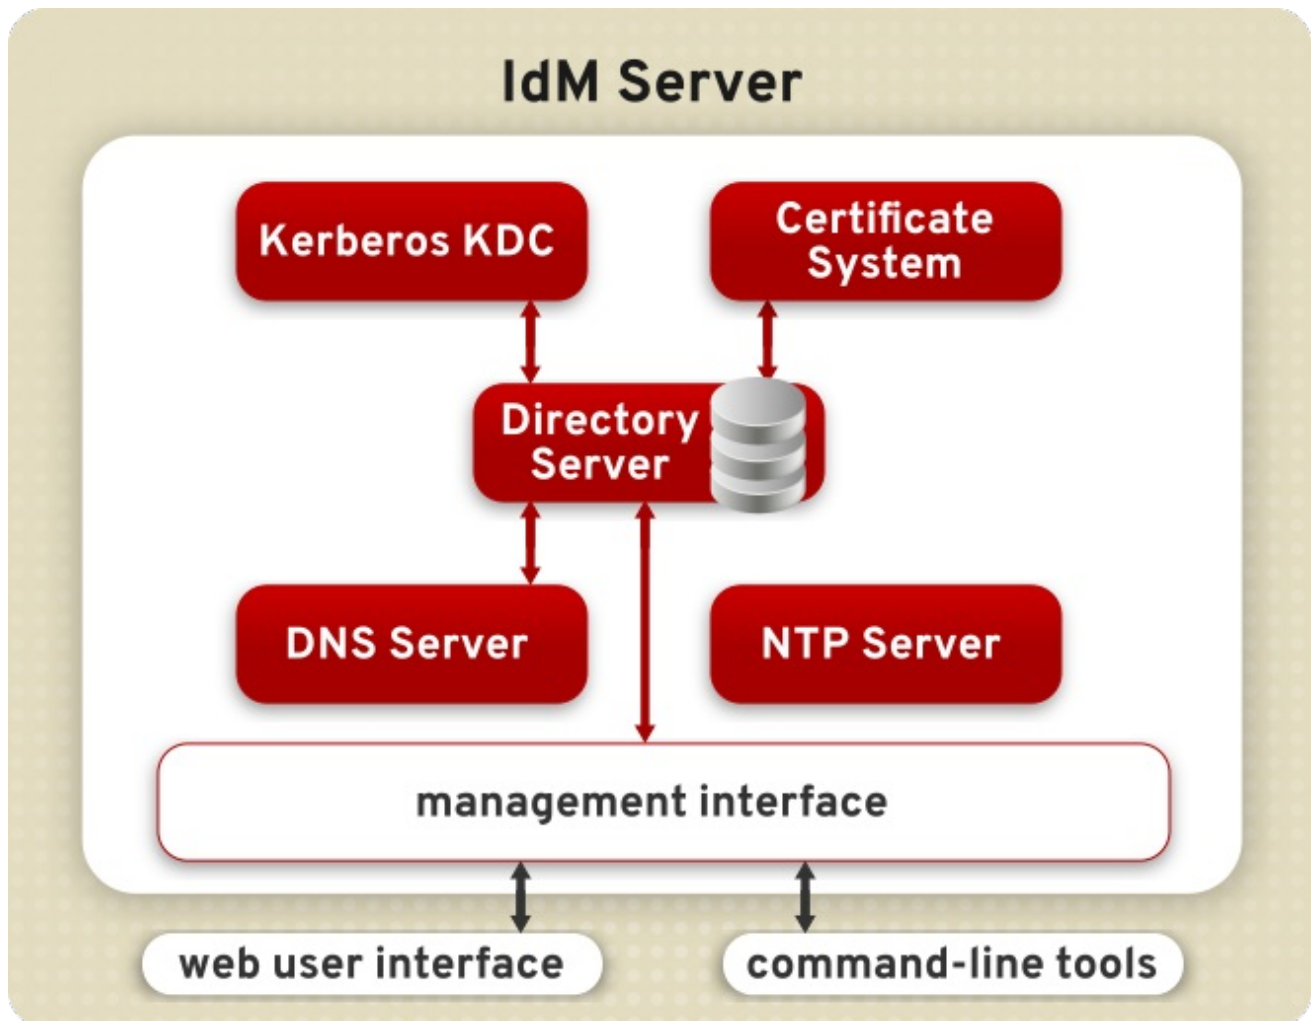 IdM Server
Kerberos KDC
Certificate
System
Directory
Server
DNS Server
NTP Server
management interface
web user interface
command-line tools